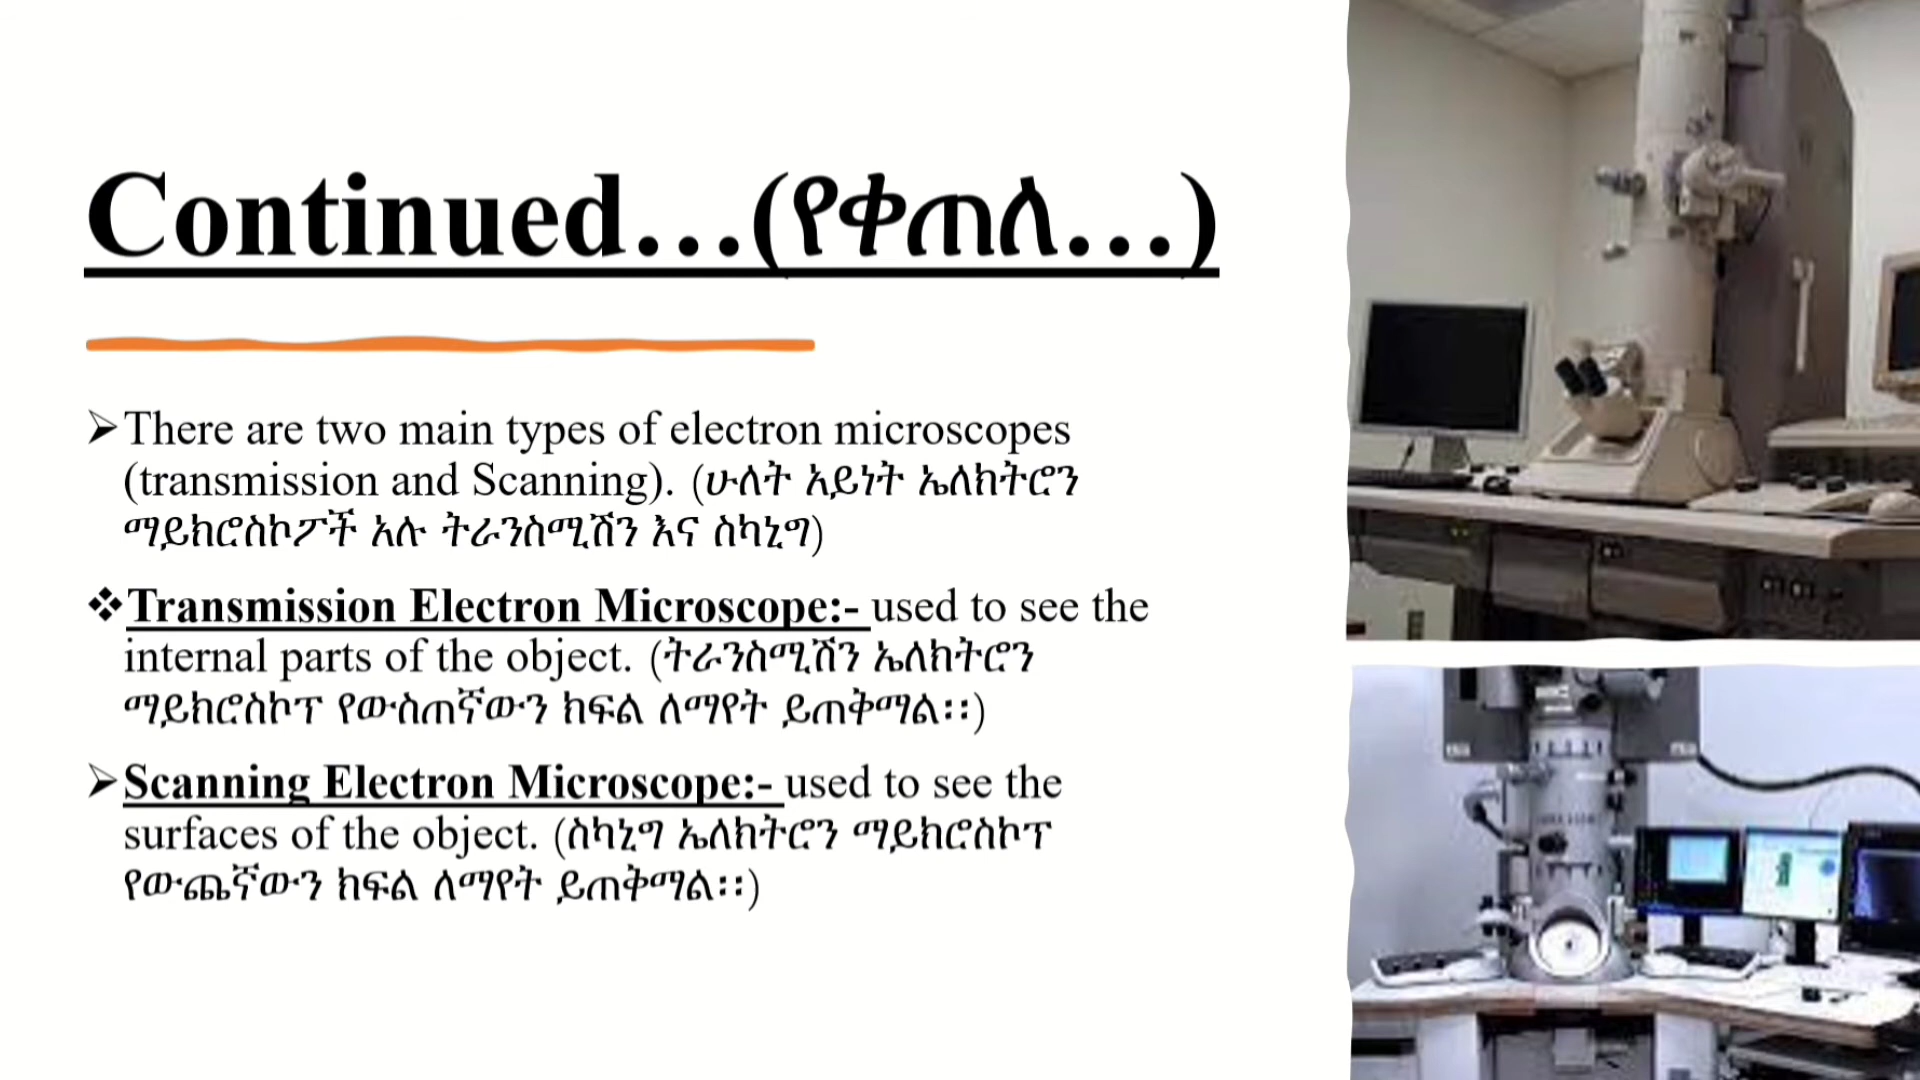 Continued…(የቀጠለ…)
➢There are two main types of electron microscopes
(transmission and Scanning). (ሁለት አይነት ኤለክትሮን
ማይክሮስኮፖች አሉ ትራንስሚሽን እና ስካኒግ)
❖Transmission Electron Microscope:- used to see the
internal parts of the object. (ትራንስሚሽን ኤለክትሮን
ማይክሮስኮፕ የውስጠኛውን ክፍል ለማየት ይጠቅማል፡፡)
➢Scanning Electron Microscope:- used to see the
surfaces of the object. (ስካኒግ ኤለክትሮን ማይክሮስኮፕ
የውጨኛውን ክፍል ለማየት ይጠቅማል፡፡)